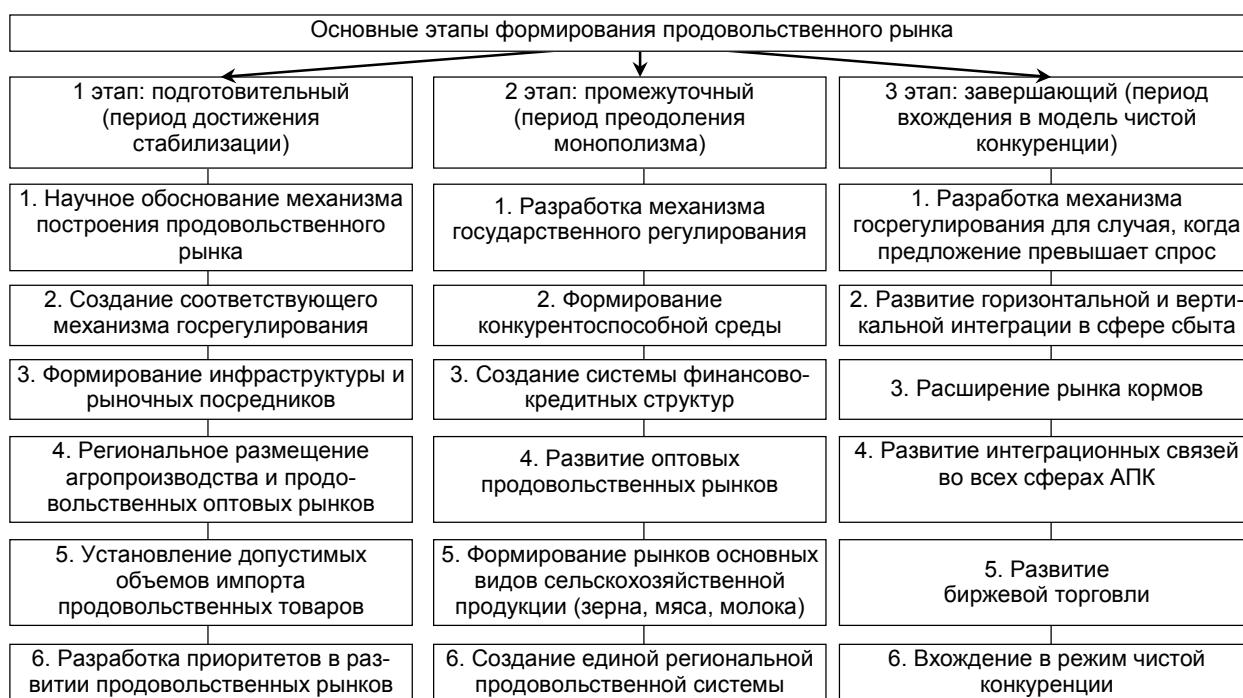 Основные этапы формирования продовольственного рынка
1 этап: подготовительный
(период достижения
стабилизации)
1. Научное обоснование механизма
построения продовольственного
рынка
2. Создание соответствующего
механизма госрегулирования
3. Формирование инфраструктуры и
рыночных посредников
4. Региональное размещение
агропроизводства и продо-
вольственных оптовых рынков
5. Установление допустимых
объемов импорта
продовольственных товаров
6. Разработка приоритетов в раз-
витии продовольственных рынков
2 этап: промежуточный
(период преодоления
монополизма)
1. Разработка механизма
государственного регулирования
2. Формирование
конкурентоспособной среды
3. Создание системы финансово-
кредитных структур
4. Развитие оптовых
продовольственных рынков
5. Формирование рынков основных
видов сельскохозяйственной
продукции (зерна, мяса, молока)
6. Создание единой региональной
продовольственной системы
3 этап: завершающий (период
вхождения в модель чистой
конкуренции)
1. Разработка механизма
госрегулирования для случая, когда
предложение превышает спрос
2. Развитие горизонтальной и верти-
кальной интеграции в сфере сбыта
3. Расширение рынка кормов
4. Развитие интеграционных связей
во всех сферах АПК
5. Развитие
биржевой торговли
6. Вхождение в режим чистой
конкуренции